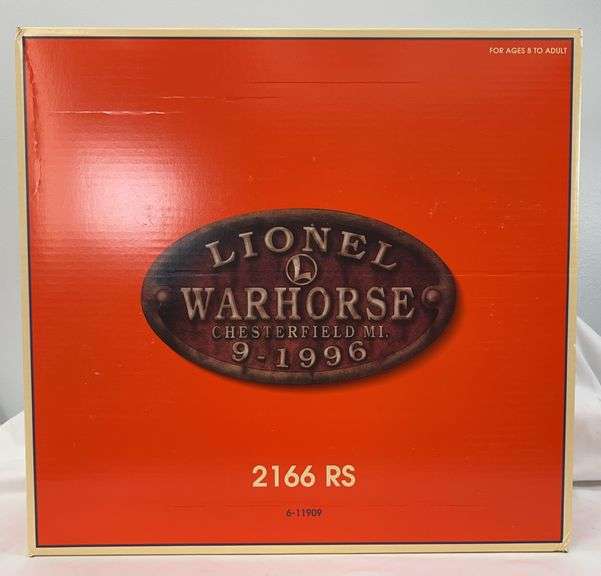 FOR AGES 8 TO ADULT
LIONEL
L
WARHORSE
CHESTERFIELD MI.
9-1996
2166 RS
6-11909